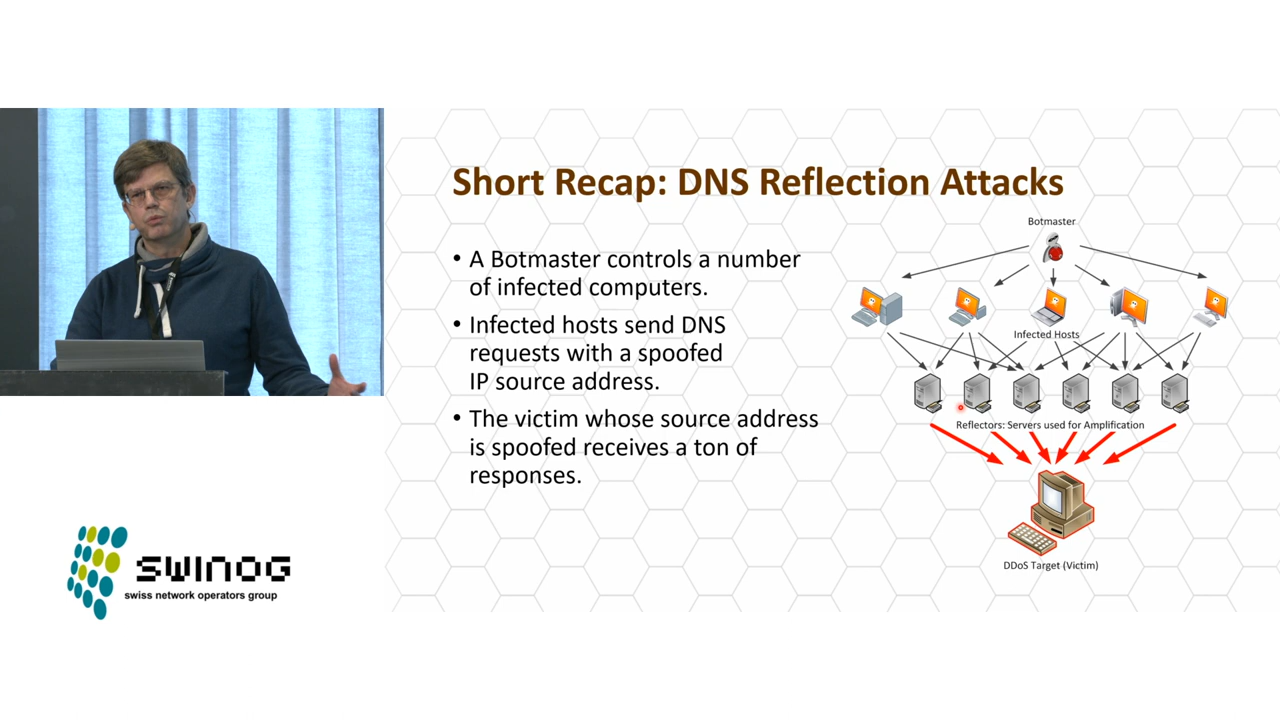 Short Recap: DNS Reflection Attacks
• A Botmaster controls a number
of infected computers.
• Infected hosts send DNS
requests with a spoofed
IP source address.
• The victim whose source address
is spoofed receives a ton of
responses.
Botmaster
Infected Hosts
Reflectors: Servers used for Amplification
DDoS Target (Victim)
SWINOG
swiss network operators group